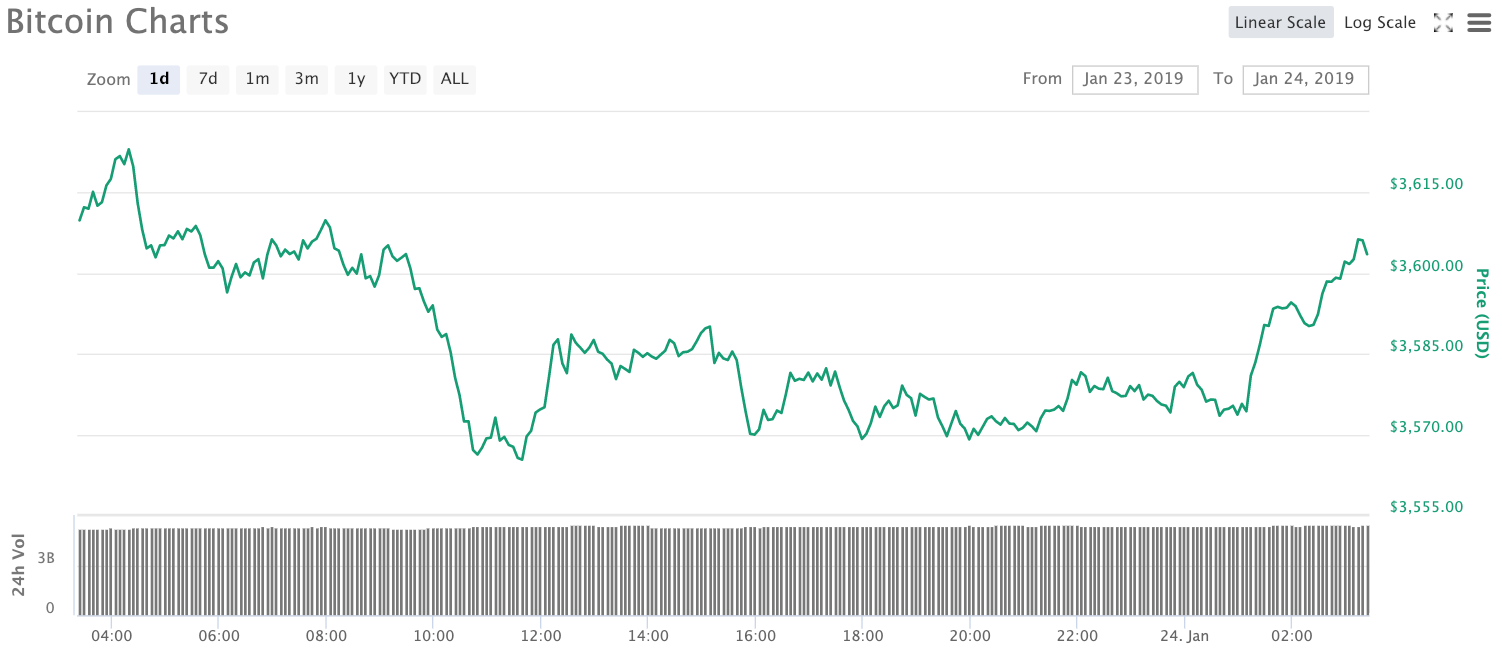 Bitcoin Charts
Linear Scale Log Scale
Zoom 1d 7d 1m 3m 1y YTD ALL From Jan 23, 2019 To Jan 24, 2019
$3,615.00
$3,600.00
$3,585.00
$3,570.00
$3,555.00
Price (USD)
24h Vol
3B
0
04:00 06:00 08:00 10:00 12:00 14:00 16:00 18:00 20:00 22:00 24. Jan 02:00